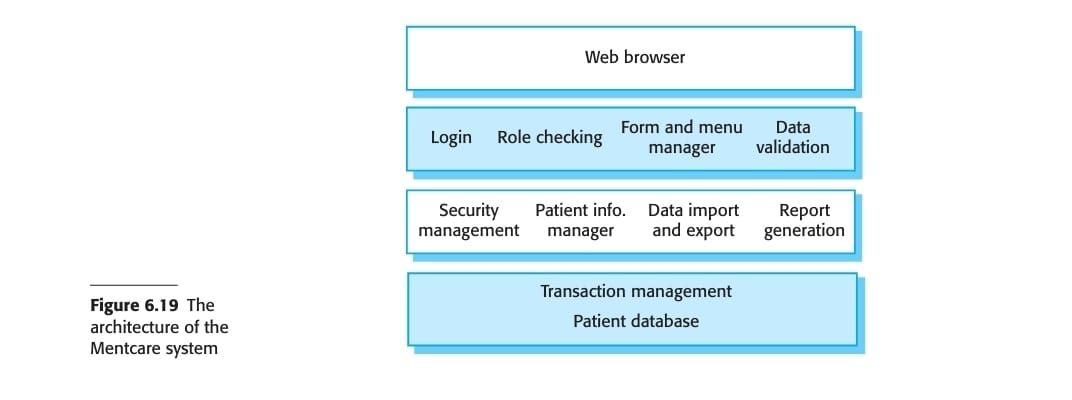 Web browser
Login Role checking Form and menu manager Data validation
Security management Patient info. manager Data import and export Report generation
Transaction management
Patient database
Figure 6.19 The
architecture of the
Mentcare system